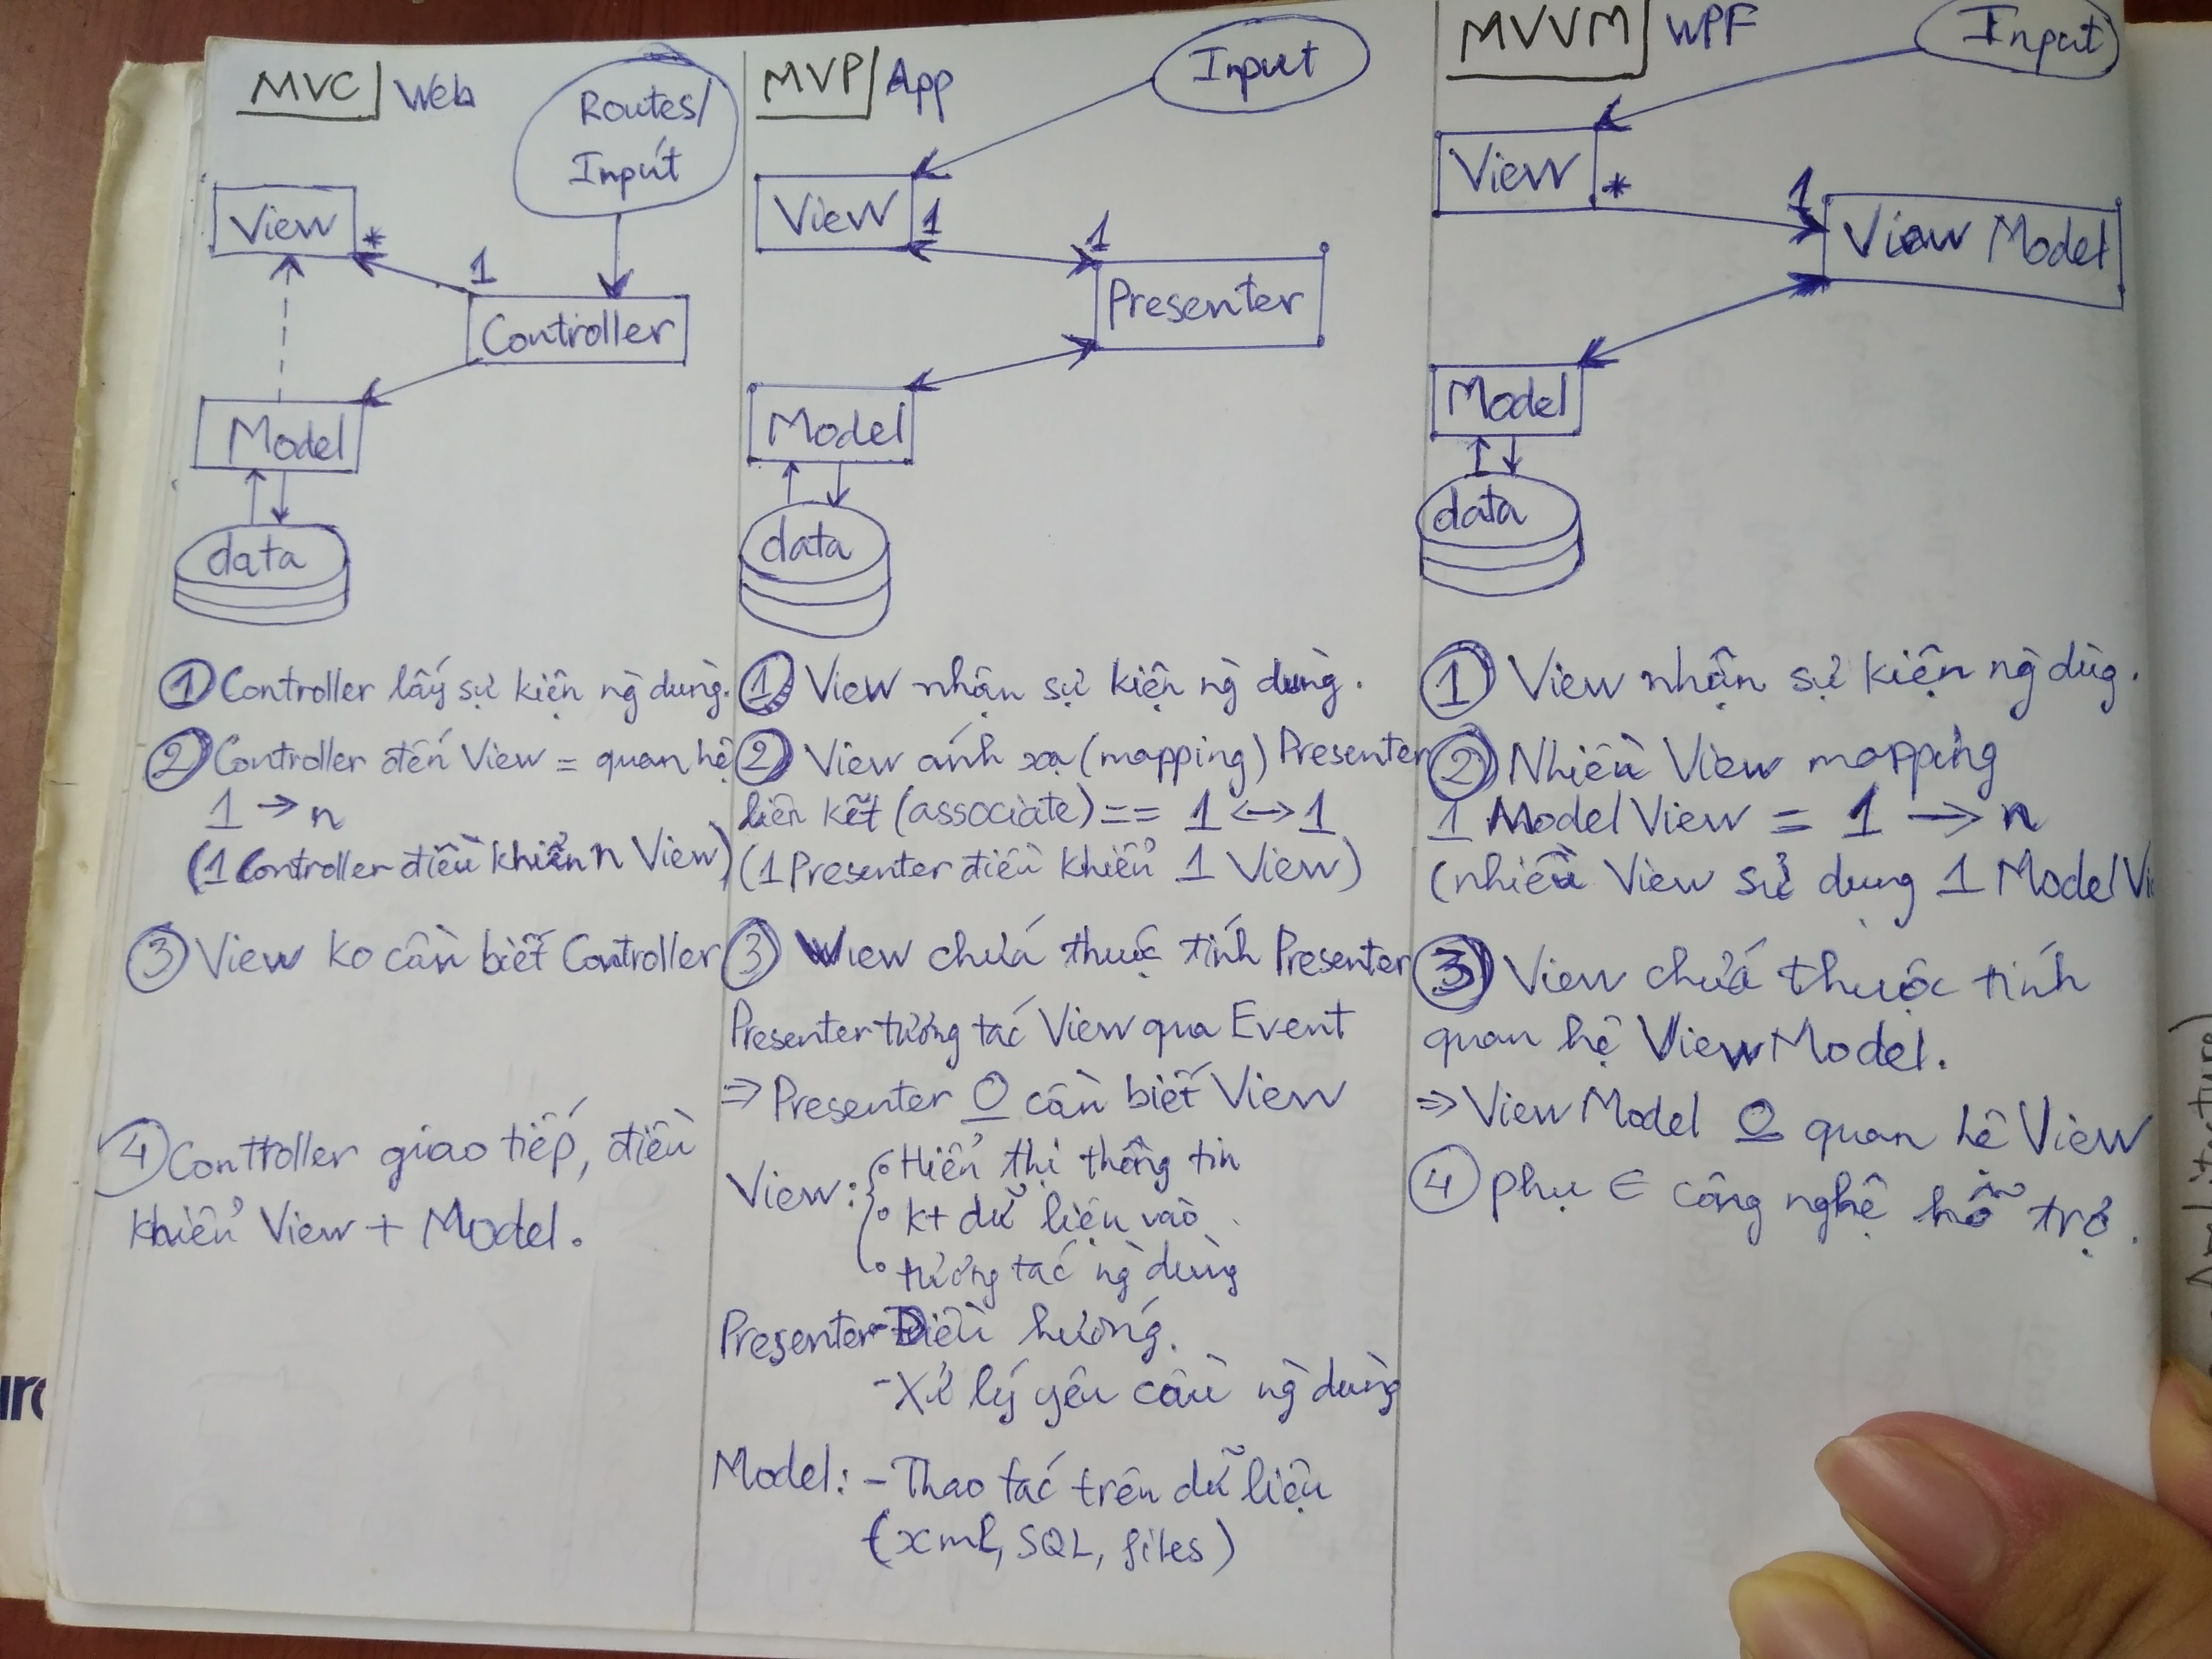 MVC Web
Routes/
Input
View
*
1
Controller
Model
data
① Controller lấy sự kiện ng̀ dùng.
② Controller đến View = quan hệ
1 → n
(1 Controller điều khiển n View)
③ View ko cần biết Controller
④ Controller giao tiếp, điều
khiển View + Model.
MVP App
Input
View
1
1
Presenter
Model
data
① View nhận sự kiện ng̀ dùng.
② View ánh xạ (mapping) Presenter
liên kết (associate) == 1 ↔ 1
(1 Presenter điều khiển 1 View)
③ View chứa thuộc tính Presenter
Presenter tương tác View qua Event
⇒ Presenter O cần biết View
View: Hiển thị thông tin
kt dữ liệu vào
tương tác ng̀ dùng
Presenter - Điều hướng.
- Xử lý yêu cầu ng̀ dùng
Model: - Thao tác trên dữ liệu
(xml, SQL, files)
MVVM WPF
Input
View
*
1
View Model
Model
data
① View nhận sự kiện ng̀ dùg.
② Nhiều View mapping
1 Model View = 1 → n
(nhiều View sử dụng 1 Model Vi
③ View chứa thuộc tính
quan hệ ViewModel.
⇒ View Model O quan hê View
④ phụ ∈ công nghệ hỗ trợ.